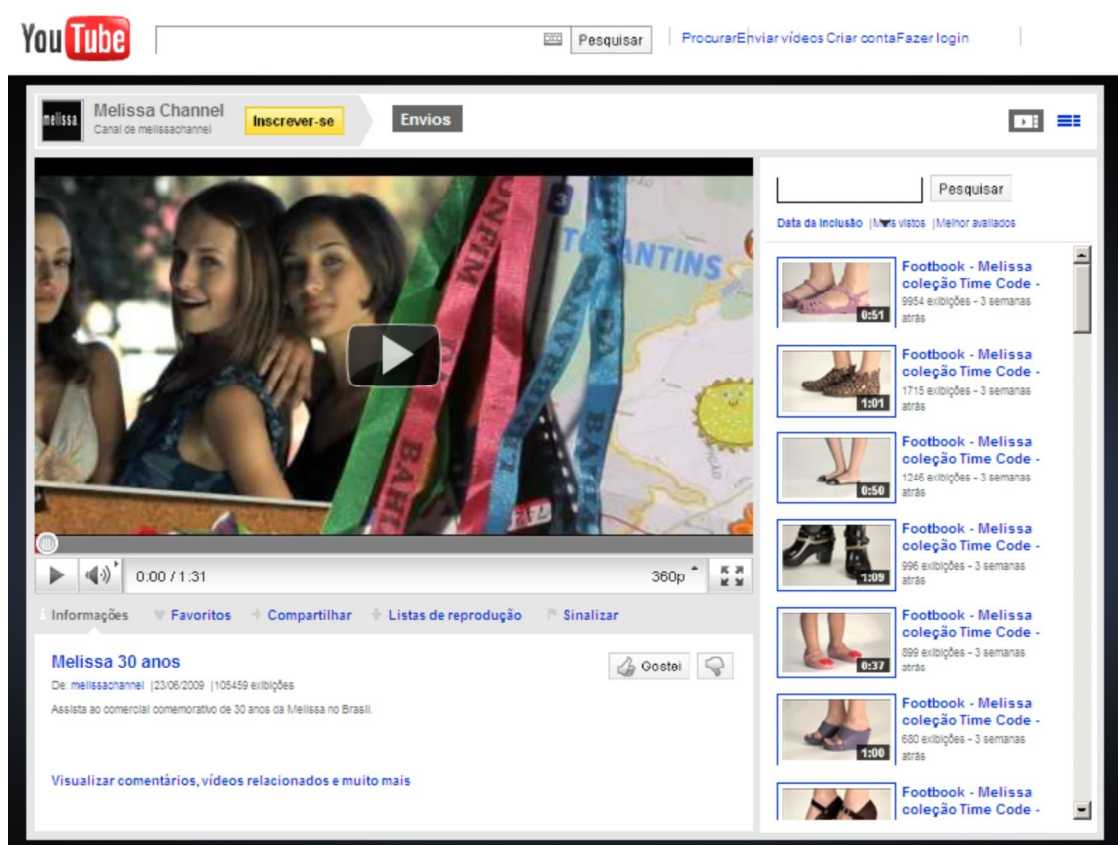 You Tube
Pesquisar
Procurar Enviar vídeos Criar conta Fazer login
melissa.
Melissa Channel
Canal de melissachannel
Inscrever-se
Envios
Pesquisar
Data da inclusão | Mais vistos | Melhor avaliados
ONFIM
3
TOCANTINS
BAHIA
LEMBRANÇA
BA
Footbook - Melissa
coleção Time Code -
9954 exibições - 3 semanas
atrás
0:51
Footbook - Melissa
coleção Time Code -
1715 exibições - 3 semanas
atrás
1:01
Footbook - Melissa
coleção Time Code -
1246 exibições - 3 semanas
atrás
0:50
Footbook - Melissa
coleção Time Code -
996 exibições - 3 semanas
atrás
1:09
Footbook - Melissa
coleção Time Code -
899 exibições - 3 semanas
atrás
0:37
Footbook - Melissa
coleção Time Code -
680 exibições - 3 semanas
atrás
1:00
Footbook - Melissa
coleção Time Code -
0:00 / 1:31
360p
Informações Favoritos Compartilhar Listas de reprodução Sinalizar
Melissa 30 anos
Gostei
De: melissachannel | 23/06/2009 | 105459 exibições
Assista ao comercial comemorativo de 30 anos da Melissa no Brasil.
Visualizar comentários, vídeos relacionados e muito mais